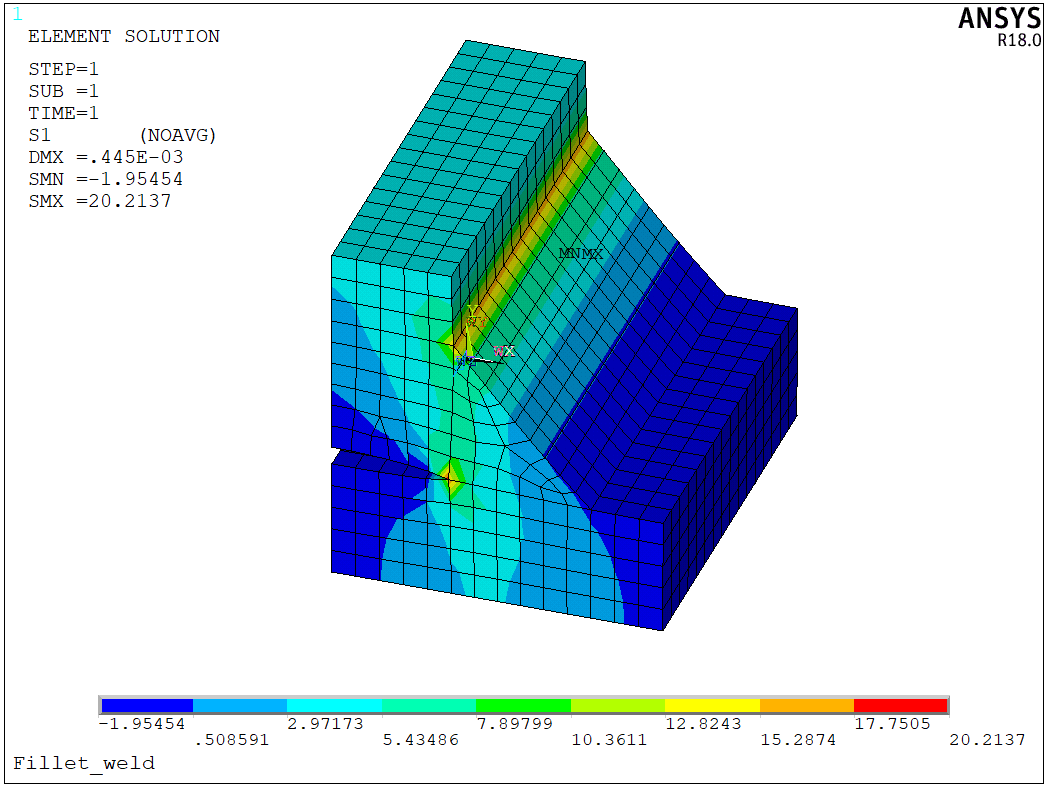 1
ANSYS
R18.0
ELEMENT SOLUTION
STEP=1
SUB =1
TIME=1
S1 (NOAVG)
DMX =.445E-03
SMN =-1.95454
SMX =20.2137
MNMX
Y
X
-1.95454 2.97173 7.89799 12.8243 17.7505
.508591 5.43486 10.3611 15.2874 20.2137
Fillet_weld